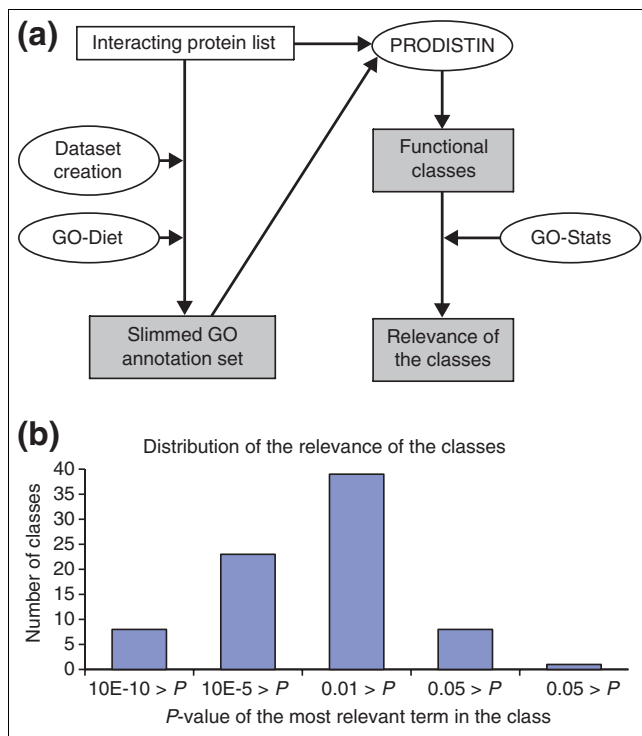 (a)
Interacting protein list
PRODISTIN
Dataset
creation
Functional
classes
GO-Diet
GO-Stats
Slimmed GO
annotation set
Relevance of
the classes
(b)
Distribution of the relevance of the classes
Number of classes
40
35
30
25
20
15
10
5
0
10E-10 > P
10E-5 > P
0.01 > P
0.05 > P
0.05 > P
P-value of the most relevant term in the class